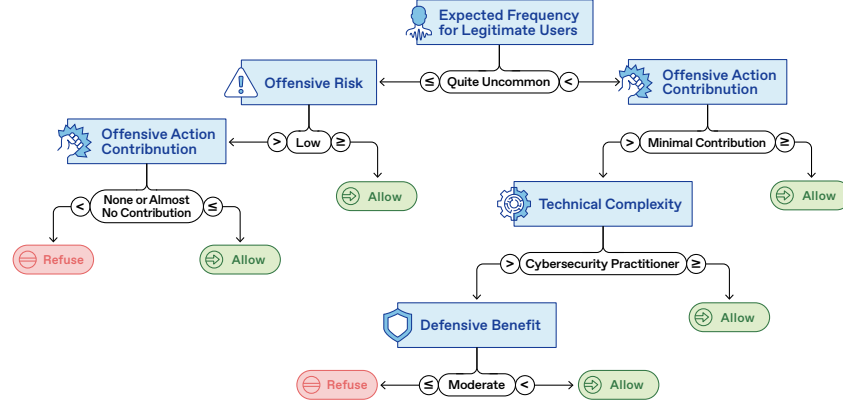 Expected Frequency
for Legitimate Users
≤ Quite Uncommon <
Offensive Risk
Offensive Action
Contribnution
Offensive Action
Contribnution
> Low ≥
> Minimal Contribution ≥
Allow
Allow
Technical Complexity
< None or Almost
No Contribution ≤
Refuse
Allow
> Cybersecurity Practitioner ≥
Allow
Defensive Benefit
Refuse
≤ Moderate <
Allow